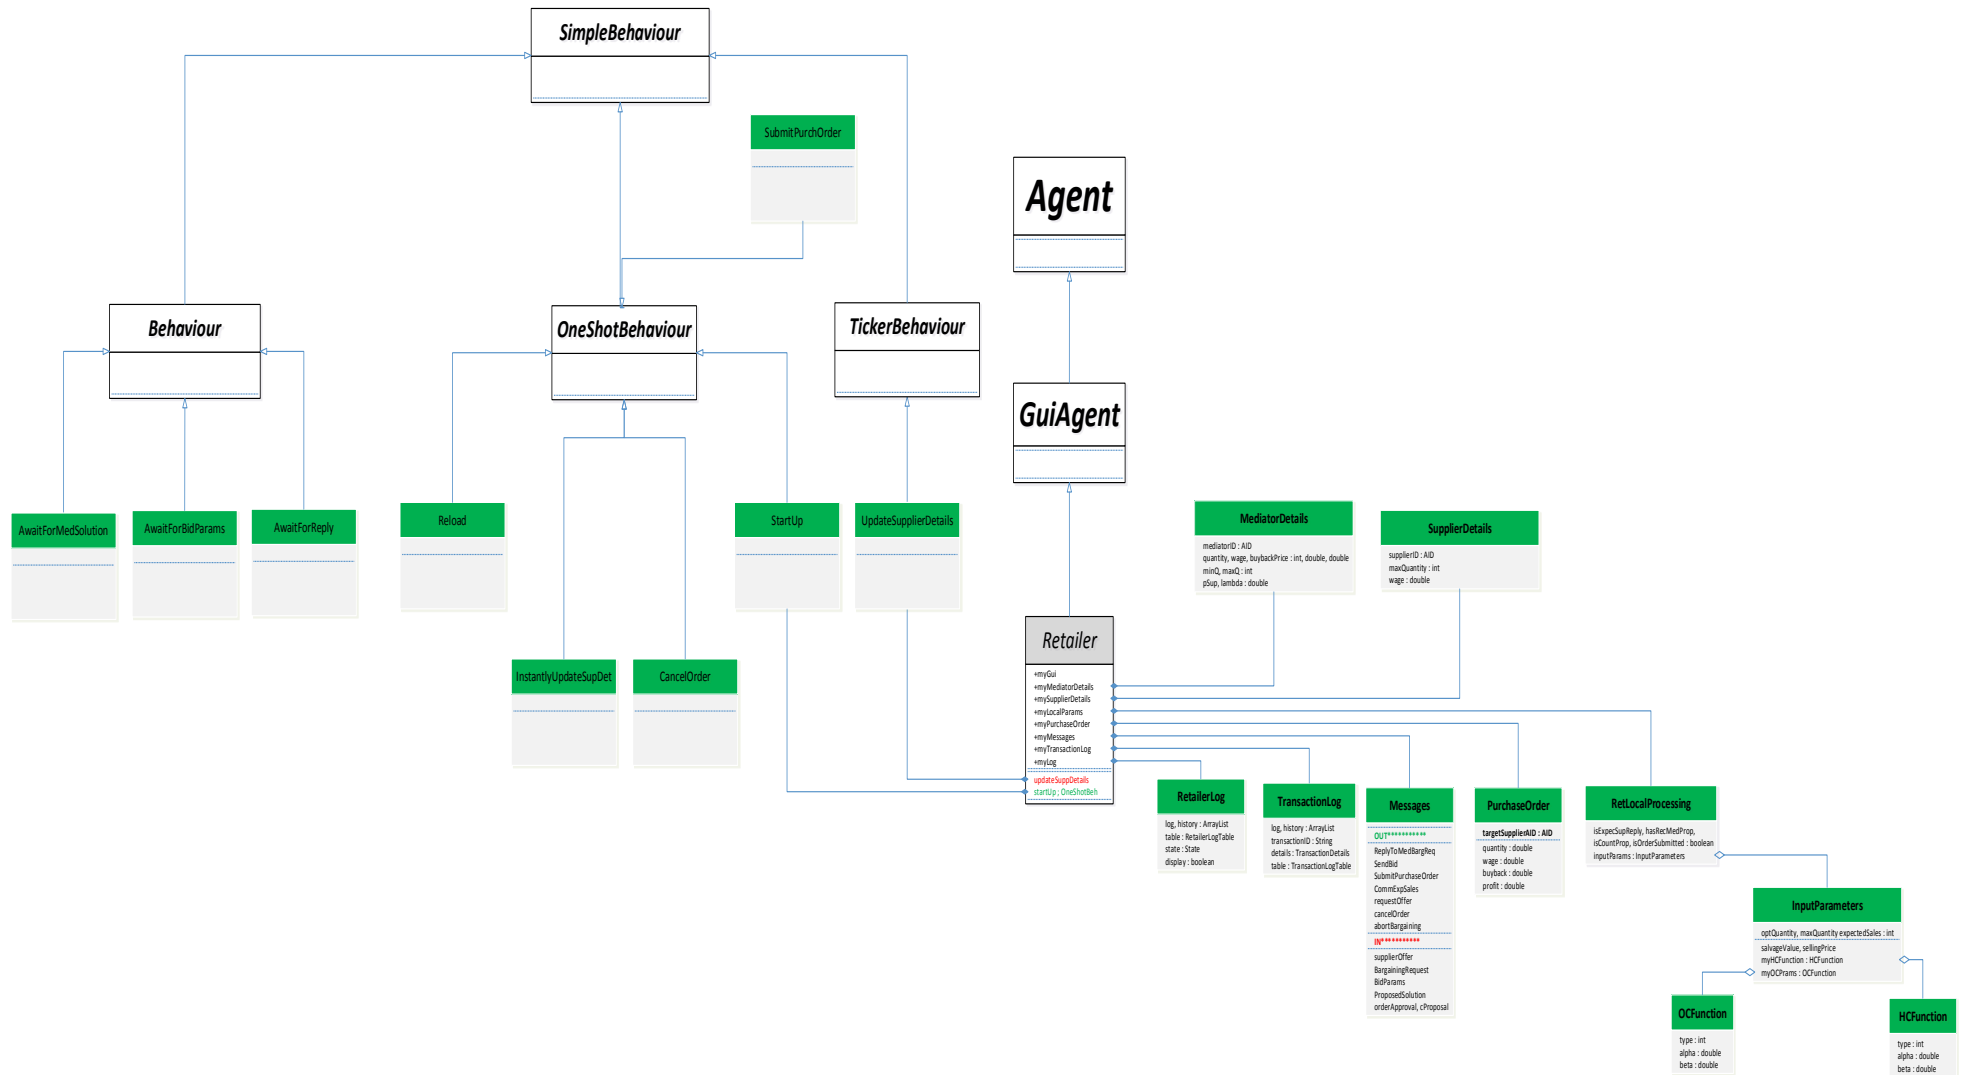 SimpleBehaviour
SubmitPurchOrder
Agent
Behaviour
OneShotBehaviour
TickerBehaviour
GuiAgent
AwaitForMedSolution
AwaitForBidParams
AwaitForReply
Reload
StartUp
UpdateSupplierDetails
MediatorDetails
mediatorID : AID
quantity, wage, buybackPrice : int, double, double
minQ, maxQ : int
pSup, lambda : double
SupplierDetails
supplierID : AID
maxQuantity : int
wage : double
InstantlyUpdateSupDet
CancelOrder
Retailer
+myGui
+myMediatorDetails
+mySupplierDetails
+myLocalParams
+myPurchaseOrder
+myMessages
+myTransactionLog
+myLog
updateSuppDetails
startUp ; OneShotBeh
RetailerLog
log, history : ArrayList
table : RetailerLogTable
state : State
display : boolean
TransactionLog
log, history : ArrayList
transactionID : String
details : TransactionDetails
table : TransactionLogTable
Messages
OUT**********
ReplyToMedBargReq
SendBid
SubmitPurchaseOrder
CommExpSales
requestOffer
cancelOrder
abortBargaining
IN**********
supplierOffer
BargainingRequest
BidParams
ProposedSolution
orderApproval, cProposal
PurchaseOrder
targetSupplierAID : AID
quantity : double
wage : double
buyback : double
profit : double
RetLocalProcessing
isExpecSupReply, hasRecMedProp,
isCountProp, isOrderSubmitted : boolean
inputParams : InputParameters
InputParameters
optQuantity, maxQuantity expectedSales : int
salvageValue, sellingPrice
myHCFunction : HCFunction
myOCPrams : OCFunction
OCFunction
type : int
alpha : double
beta : double
HCFunction
type : int
alpha : double
beta : double